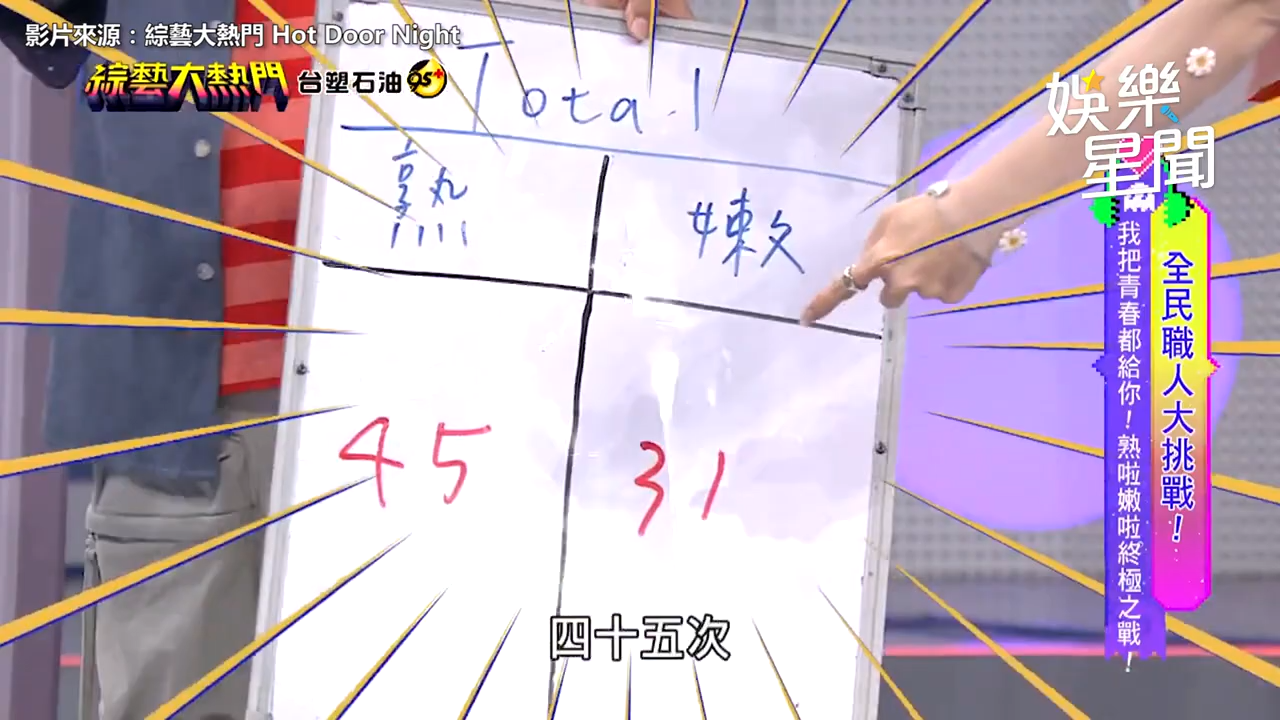 影片來源：綜藝大熱門 Hot Door Night
綜藝大熱門 台塑石油 95+
娛樂
星聞
Total
熟 嫩
45 31
全民職人大挑戰！
我把青春都給你！熟啦嫩啦終極之戰！
四十五次